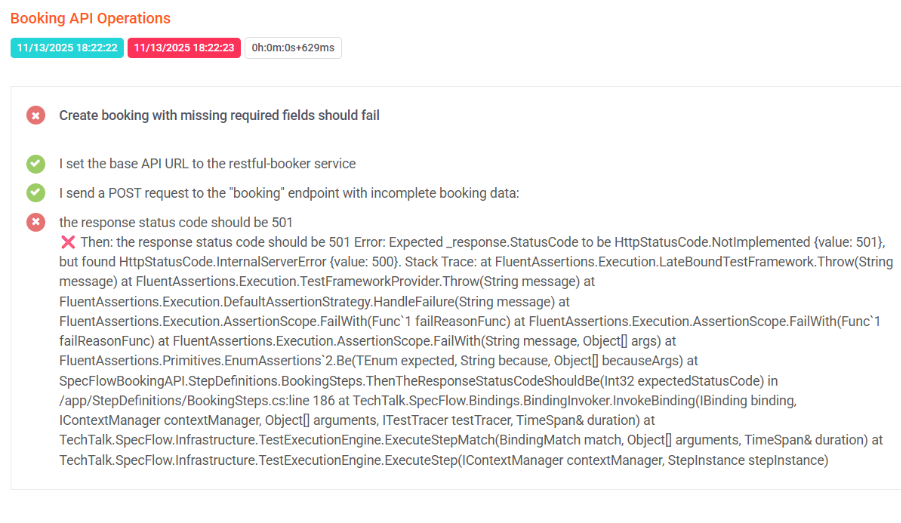 Booking API Operations
11/13/2025 18:22:22 11/13/2025 18:22:23 0h:0m:0s+629ms
Create booking with missing required fields should fail
I set the base API URL to the restful-booker service
I send a POST request to the "booking" endpoint with incomplete booking data:
the response status code should be 501
❌ Then: the response status code should be 501 Error: Expected _response.StatusCode to be HttpStatusCode.NotImplemented {value: 501},
but found HttpStatusCode.InternalServerError {value: 500}. Stack Trace: at FluentAssertions.Execution.LateBoundTestFramework.Throw(String
message) at FluentAssertions.Execution.TestFrameworkProvider.Throw(String message) at
FluentAssertions.Execution.DefaultAssertionStrategy.HandleFailure(String message) at
FluentAssertions.Execution.AssertionScope.FailWith(Func`1 failReasonFunc) at FluentAssertions.Execution.AssertionScope.FailWith(Func`1
failReasonFunc) at FluentAssertions.Execution.AssertionScope.FailWith(String message, Object[] args) at
FluentAssertions.Primitives.EnumAssertions`2.Be(TEnum expected, String because, Object[] becauseArgs) at
SpecFlowBookingAPI.StepDefinitions.BookingSteps.ThenTheResponseStatusCodeShouldBe(Int32 expectedStatusCode) in
/app/StepDefinitions/BookingSteps.cs:line 186 at TechTalk.SpecFlow.Bindings.BindingInvoker.InvokeBinding(IBinding binding,
IContextManager contextManager, Object[] arguments, ITestTracer testTracer, TimeSpan& duration) at
TechTalk.SpecFlow.Infrastructure.TestExecutionEngine.ExecuteStepMatch(BindingMatch match, Object[] arguments, TimeSpan& duration) at
TechTalk.SpecFlow.Infrastructure.TestExecutionEngine.ExecuteStep(IContextManager contextManager, StepInstance stepInstance)